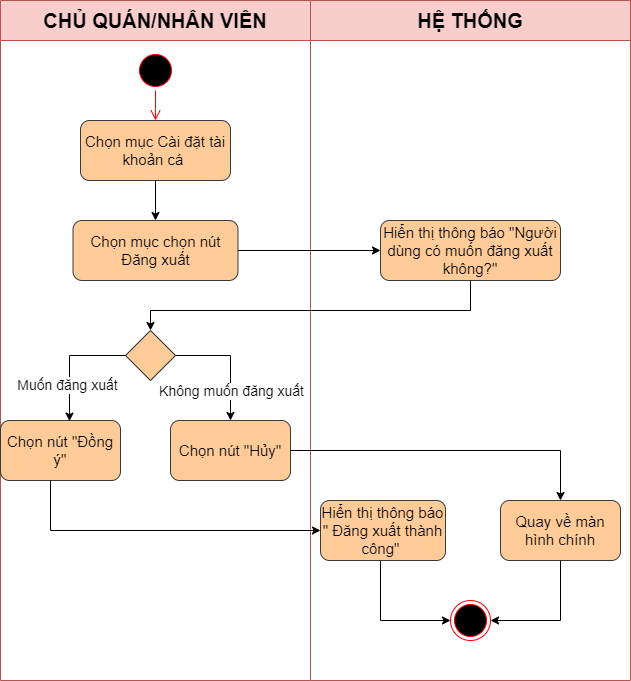 CHỦ QUÁN/NHÂN VIÊN
HỆ THỐNG
Chọn mục Cài đặt tài
khoản cá
Chọn mục chọn nút
Đăng xuất
Hiển thị thông báo "Người
dùng có muốn đăng xuất
không?"
Muốn đăng xuất
Không muốn đăng xuất
Chọn nút "Đồng
ý"
Chọn nút "Hủy"
Hiển thị thông báo
" Đăng xuất thành
công"
Quay về màn
hình chính